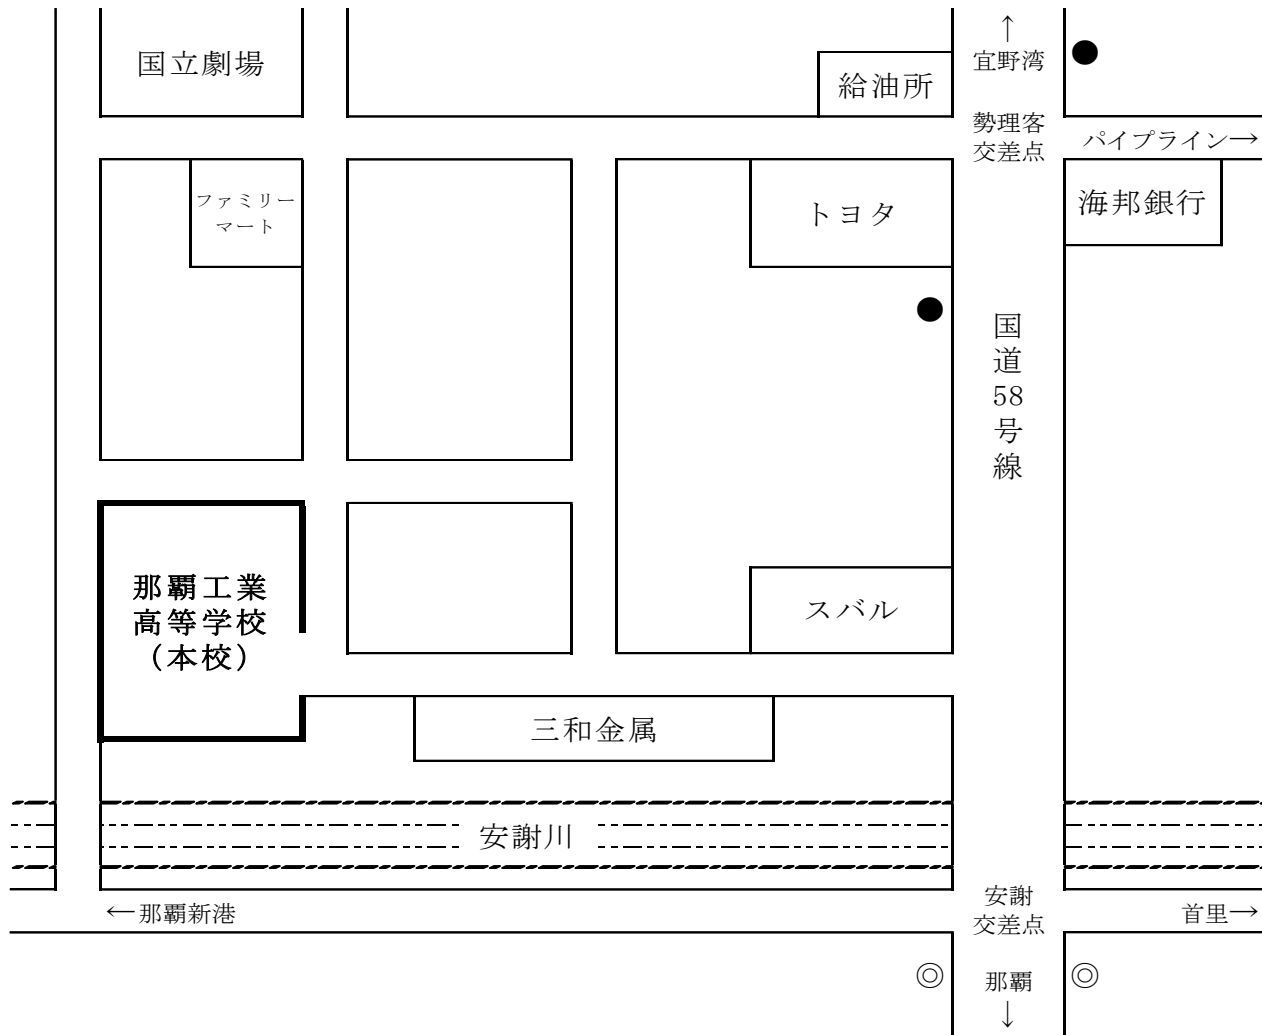 ↑
宜野湾
●
国立劇場
給油所
勢理客
交差点
パイプライン→
ファミリー
マート
トヨタ
海邦銀行
●
国道58号線
那覇工業
高等学校
(本校)
スバル
三和金属
安謝川
←那覇新港
安謝
交差点
首里→
◎
那覇
↓
◎